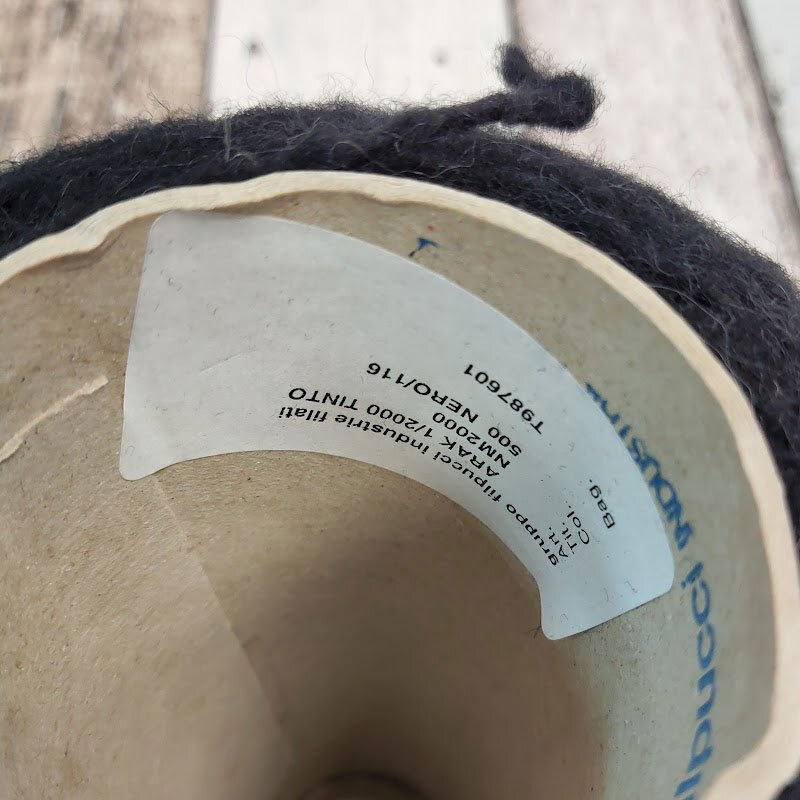 gruppo filpucci industrie filati
Art. ARAK 1/2000 TINTO
Tit. NM2000
Col. 500 NERO/116
Bag. T987601